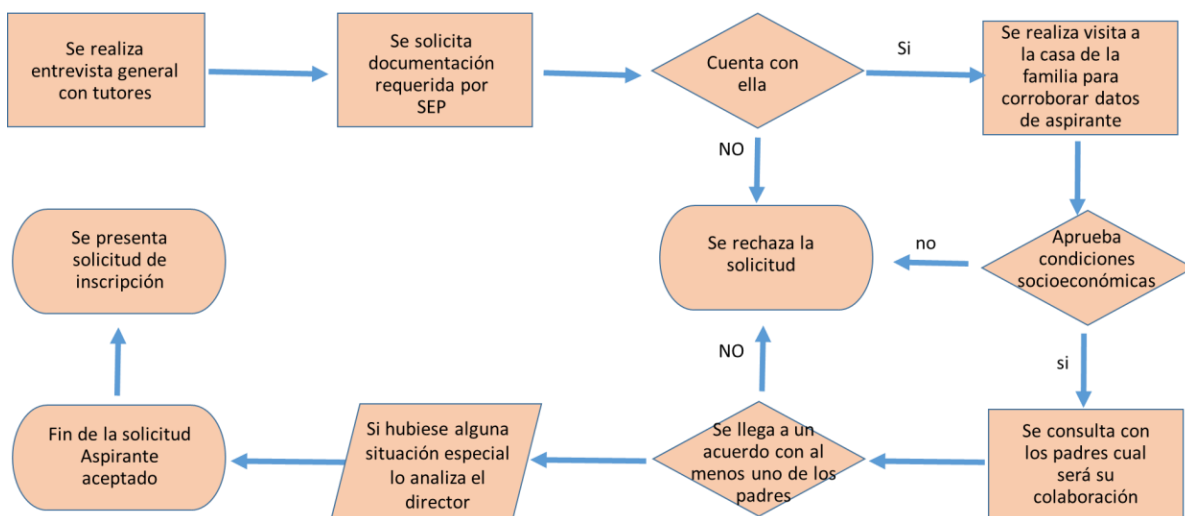 Se realiza
entrevista general
con tutores
Se solicita
documentación
requerida por
SEP
Cuenta con
ella
Si
Se realiza visita a
la casa de la
familia para
corroborar datos
de aspirante
NO
Se presenta
solicitud de
inscripción
Se rechaza la
solicitud
no
Aprueba
condiciones
socioeconómicas
NO
si
Fin de la solicitud
Aspirante
aceptado
Si hubiese alguna
situación especial
lo analiza el
director
Se llega a un
acuerdo con al
menos uno de los
padres
Se consulta con
los padres cual
será su
colaboración